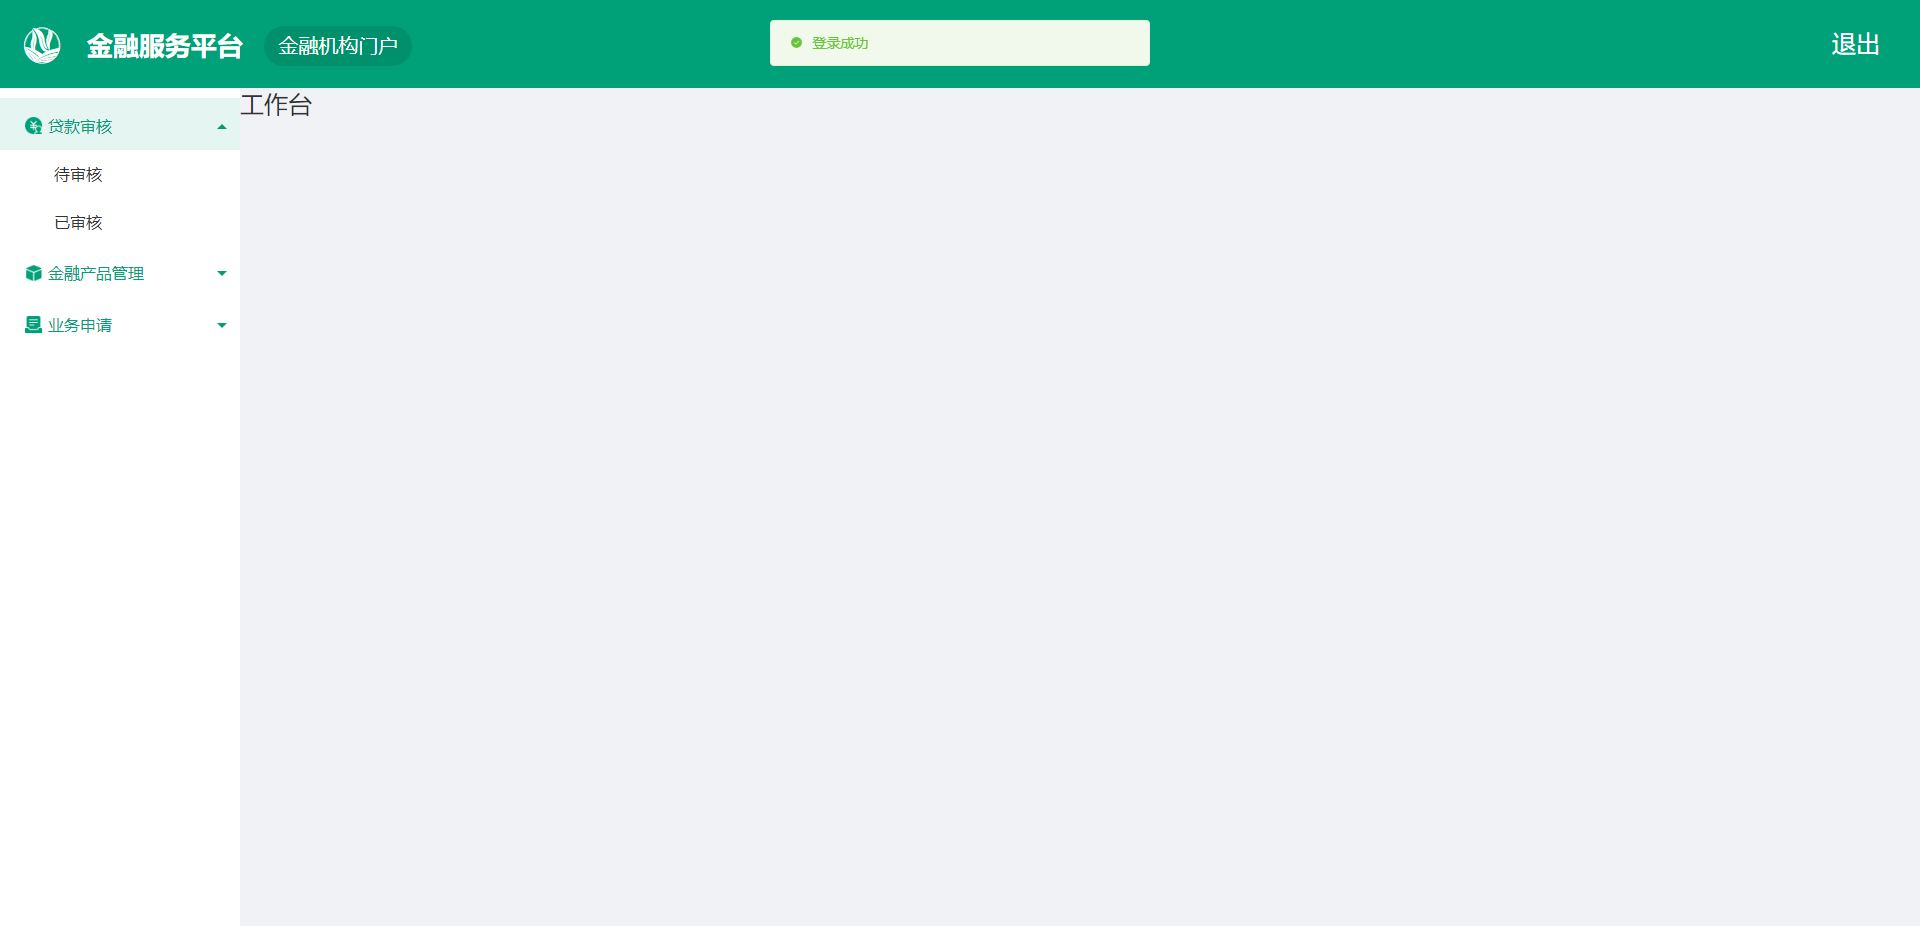 金融服务平台
金融机构门户
登录成功
退出
贷款审核
待审核
已审核
金融产品管理
业务申请
工作台